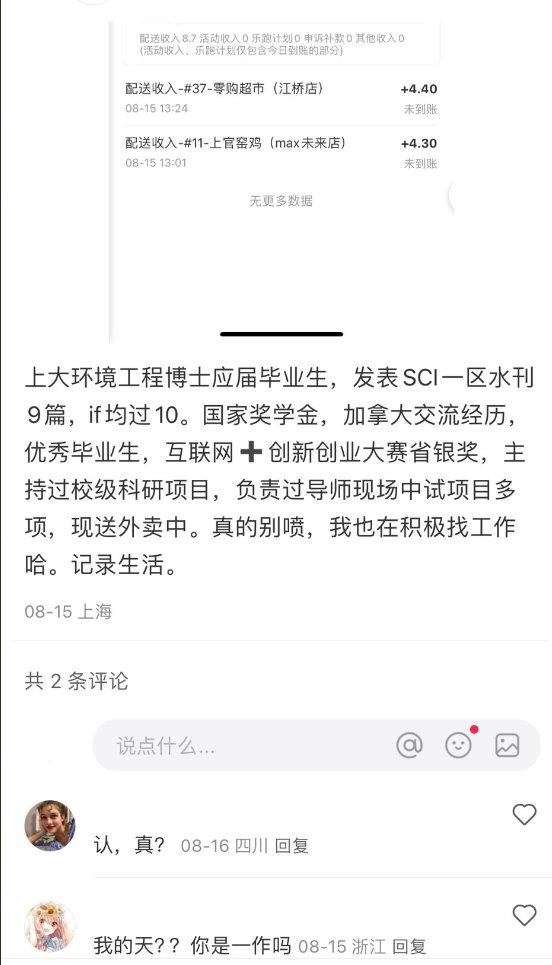 配送收入8.7 活动收入0 乐跑计划0 申诉补款0 其他收入0
(活动收入、乐跑计划仅包含今日到账的部分)
配送收入-#37-零购超市（江桥店）
+4.40
08-15 13:24
未到账
配送收入-#11-上官窑鸡（max未来店）
+4.30
08-15 13:01
未到账
无更多数据
上大环境工程博士应届毕业生，发表SCI一区水刊
9篇，if均过10。国家奖学金，加拿大交流经历，
优秀毕业生，互联网➕创新创业大赛省银奖，主
持过校级科研项目，负责过导师现场中试项目多
项，现送外卖中。真的别喷，我也在积极找工作
哈。记录生活。
08-15 上海
共 2 条评论
说点什么...
认，真？ 08-16 四川 回复
我的天？？你是一作吗 08-15 浙江 回复